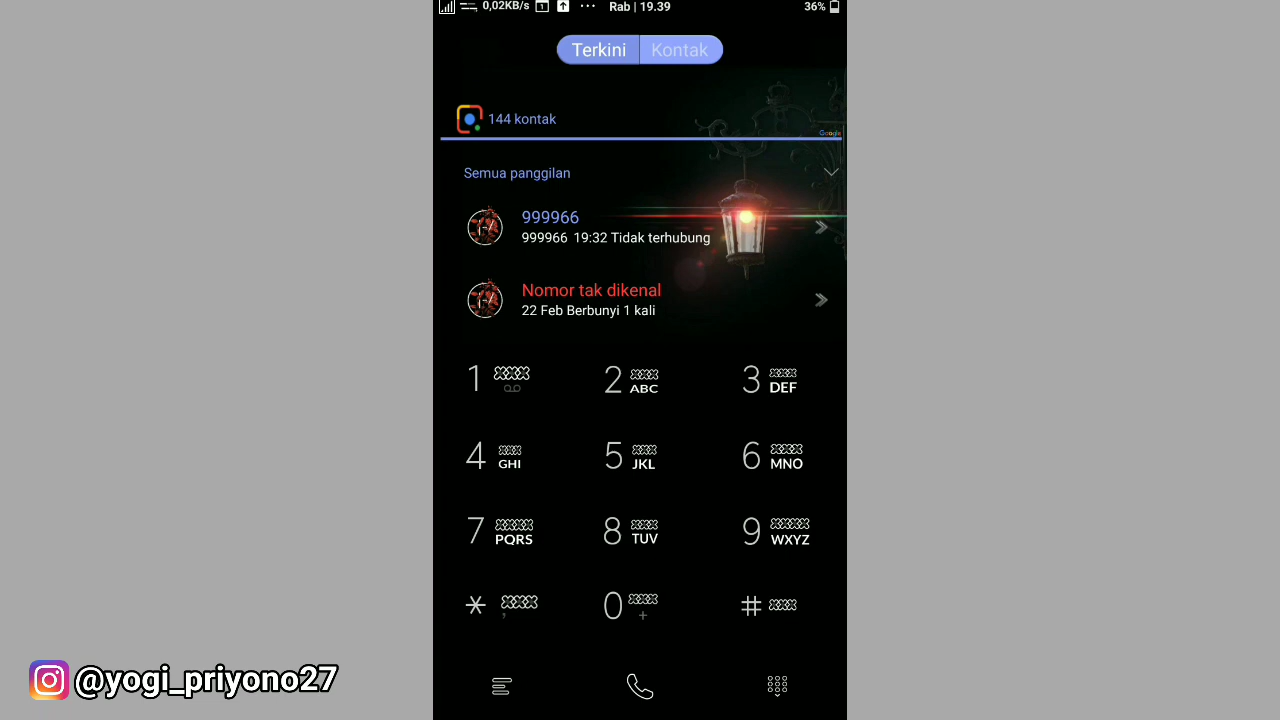 0,02KB/s 1 ... Rab | 19.39 36%
Terkini Kontak
144 kontak
Google
Semua panggilan
999966
999966 19:32 Tidak terhubung
Nomor tak dikenal
22 Feb Berbunyi 1 kali
1 2 ABC 3 DEF
4 GHI 5 JKL 6 MNO
7 PQRS 8 TUV 9 WXYZ
* , 0 + #
@yogi_priyono27